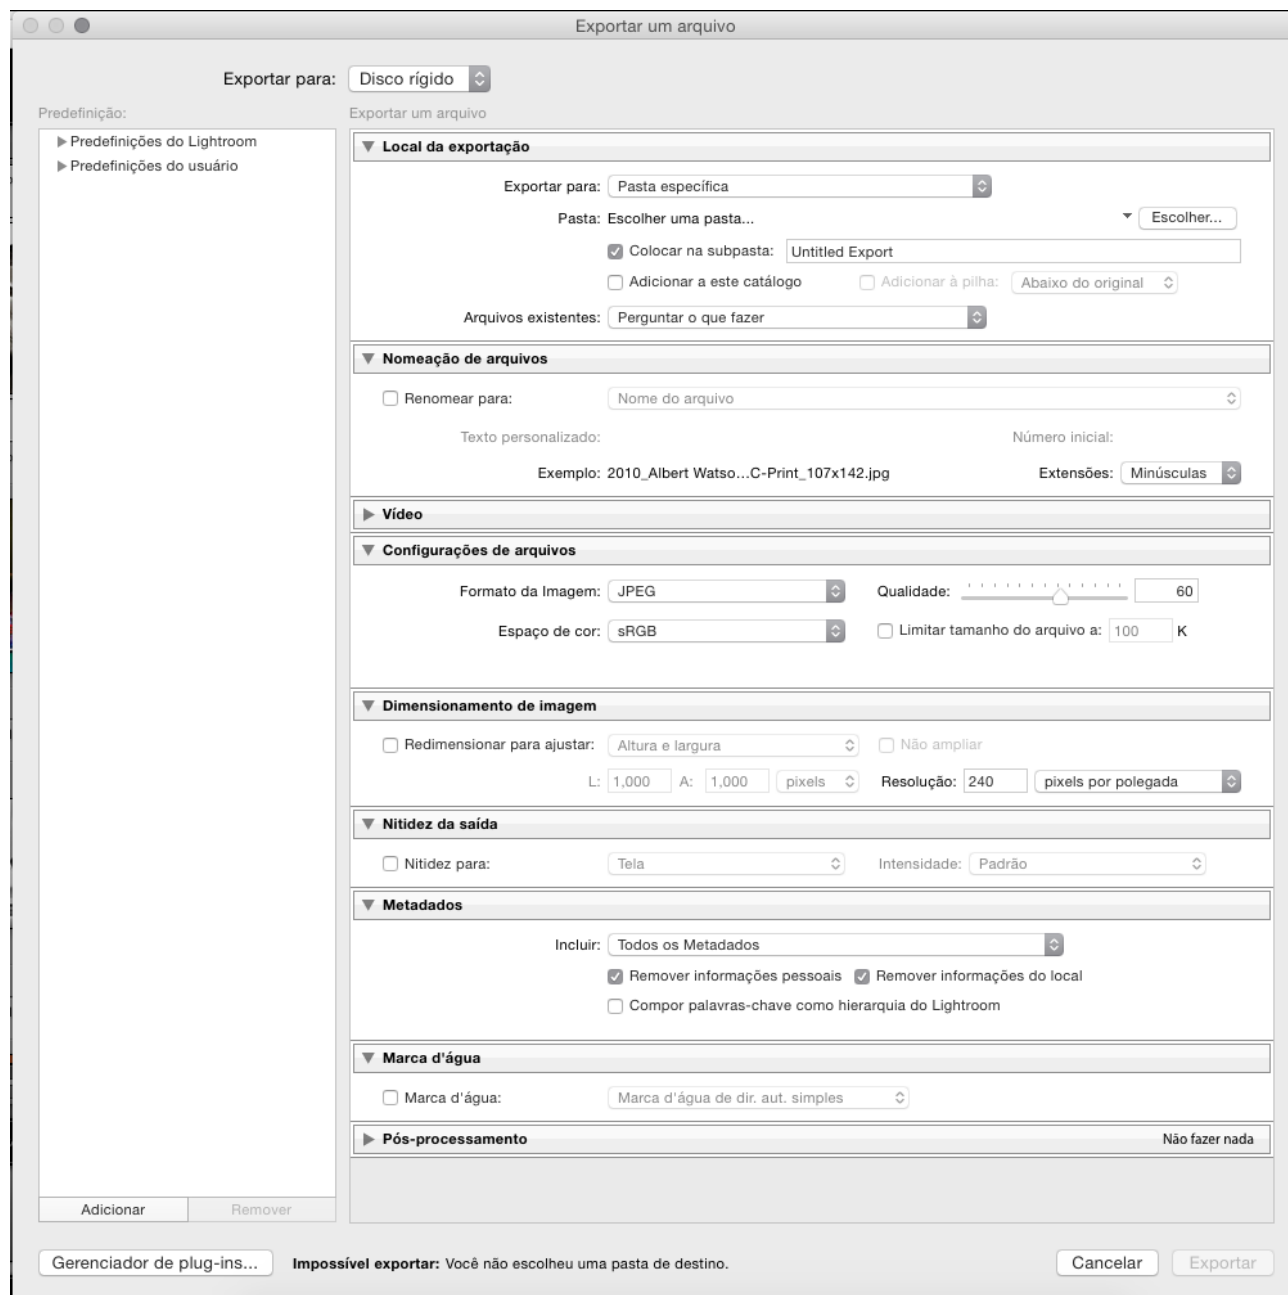 Exportar um arquivo
Exportar para: Disco rígido
Predefinição:
Predefinições do Lightroom
Predefinições do usuário
Adicionar Remover
Exportar um arquivo
Local da exportação
Exportar para: Pasta específica
Pasta: Escolher uma pasta... Escolher...
Colocar na subpasta: Untitled Export
Adicionar a este catálogo Adicionar à pilha: Abaixo do original
Arquivos existentes: Perguntar o que fazer
Nomeação de arquivos
Renomear para: Nome do arquivo
Texto personalizado: Número inicial:
Exemplo: 2010_Albert Watso...C-Print_107x142.jpg Extensões: Minúsculas
Vídeo
Configurações de arquivos
Formato da Imagem: JPEG Qualidade: 60
Espaço de cor: sRGB Limitar tamanho do arquivo a: 100 K
Dimensionamento de imagem
Redimensionar para ajustar: Altura e largura Não ampliar
L: 1,000 A: 1,000 pixels Resolução: 240 pixels por polegada
Nitidez da saída
Nitidez para: Tela Intensidade: Padrão
Metadados
Incluir: Todos os Metadados
Remover informações pessoais Remover informações do local
Compor palavras-chave como hierarquia do Lightroom
Marca d'água
Marca d'água: Marca d'água de dir. aut. simples
Pós-processamento Não fazer nada
Gerenciador de plug-ins... Impossível exportar: Você não escolheu uma pasta de destino. Cancelar Exportar